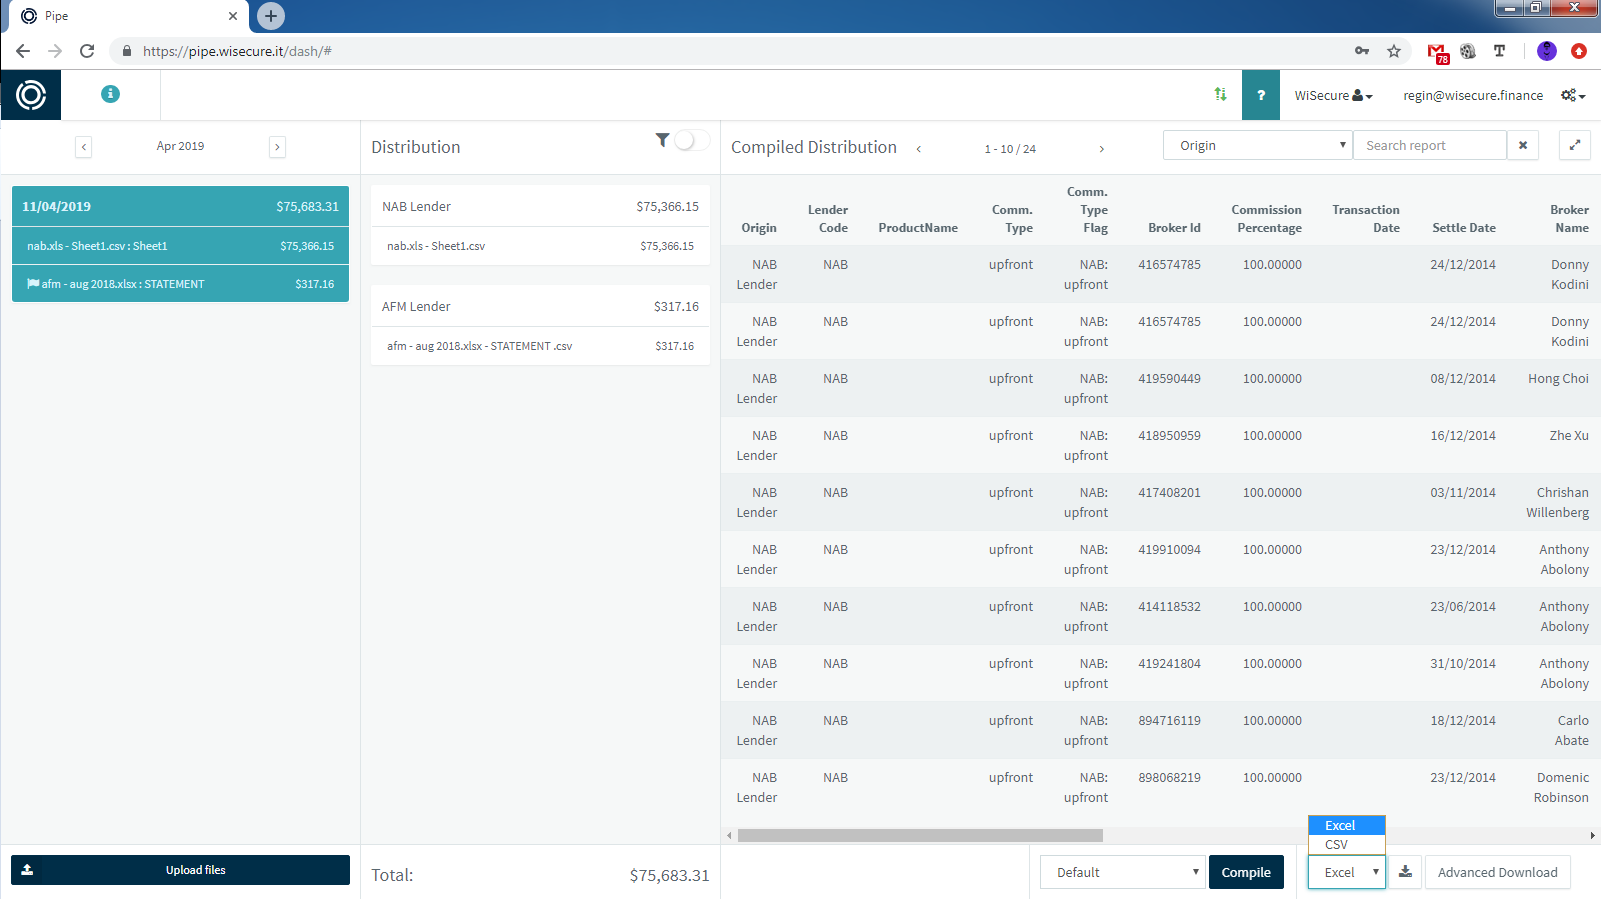 Pipe
https://pipe.wisecure.it/dash/#
78
i
?
WiSecure
regin@wisecure.finance
Apr 2019
Distribution
Compiled Distribution
1 - 10 / 24
Origin
Search report
11/04/2019 $75,683.31
nab.xls - Sheet1.csv : Sheet1 $75,366.15
afm - aug 2018.xlsx : STATEMENT $317.16
NAB Lender $75,366.15
nab.xls - Sheet1.csv $75,366.15
AFM Lender $317.16
afm - aug 2018.xlsx - STATEMENT .csv $317.16
Origin Lender Code ProductName Comm. Type Comm. Type Flag Broker Id Commission Percentage Transaction Date Settle Date Broker Name
NAB Lender NAB upfront NAB: upfront 416574785 100.00000 24/12/2014 Donny Kodini
NAB Lender NAB upfront NAB: upfront 416574785 100.00000 24/12/2014 Donny Kodini
NAB Lender NAB upfront NAB: upfront 419590449 100.00000 08/12/2014 Hong Choi
NAB Lender NAB upfront NAB: upfront 418950959 100.00000 16/12/2014 Zhe Xu
NAB Lender NAB upfront NAB: upfront 417408201 100.00000 03/11/2014 Chrishan Willenberg
NAB Lender NAB upfront NAB: upfront 419910094 100.00000 23/12/2014 Anthony Abolony
NAB Lender NAB upfront NAB: upfront 414118532 100.00000 23/06/2014 Anthony Abolony
NAB Lender NAB upfront NAB: upfront 419241804 100.00000 31/10/2014 Anthony Abolony
NAB Lender NAB upfront NAB: upfront 894716119 100.00000 18/12/2014 Carlo Abate
NAB Lender NAB upfront NAB: upfront 898068219 100.00000 23/12/2014 Domenic Robinson
Excel
CSV
Upload files
Total: $75,683.31
Default
Compile
Excel
Advanced Download